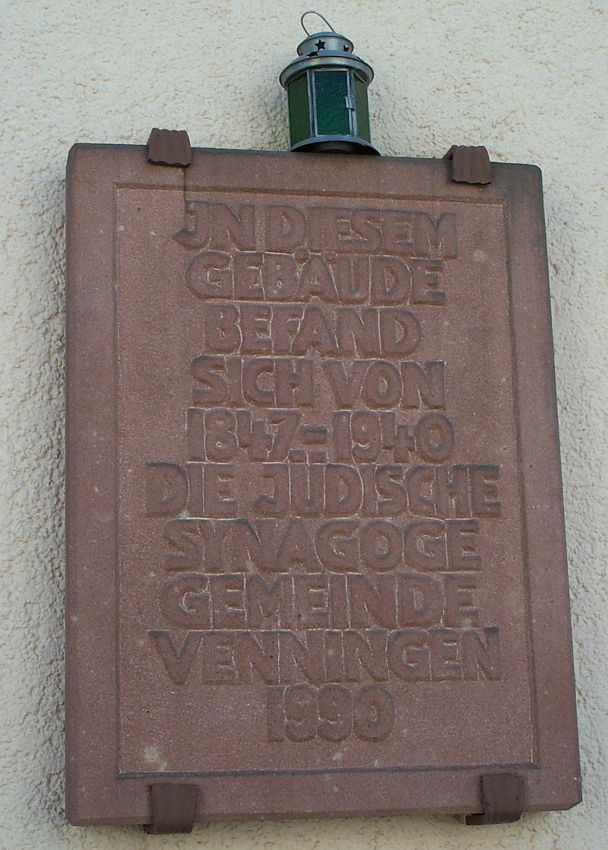 JN DIESEM
GEBÄUDE
BEFAND
SICH VON
1847.-1940
DIE JÜDISCHE
SYNAGOGE
GEMEINDE
VENNINGEN
1990